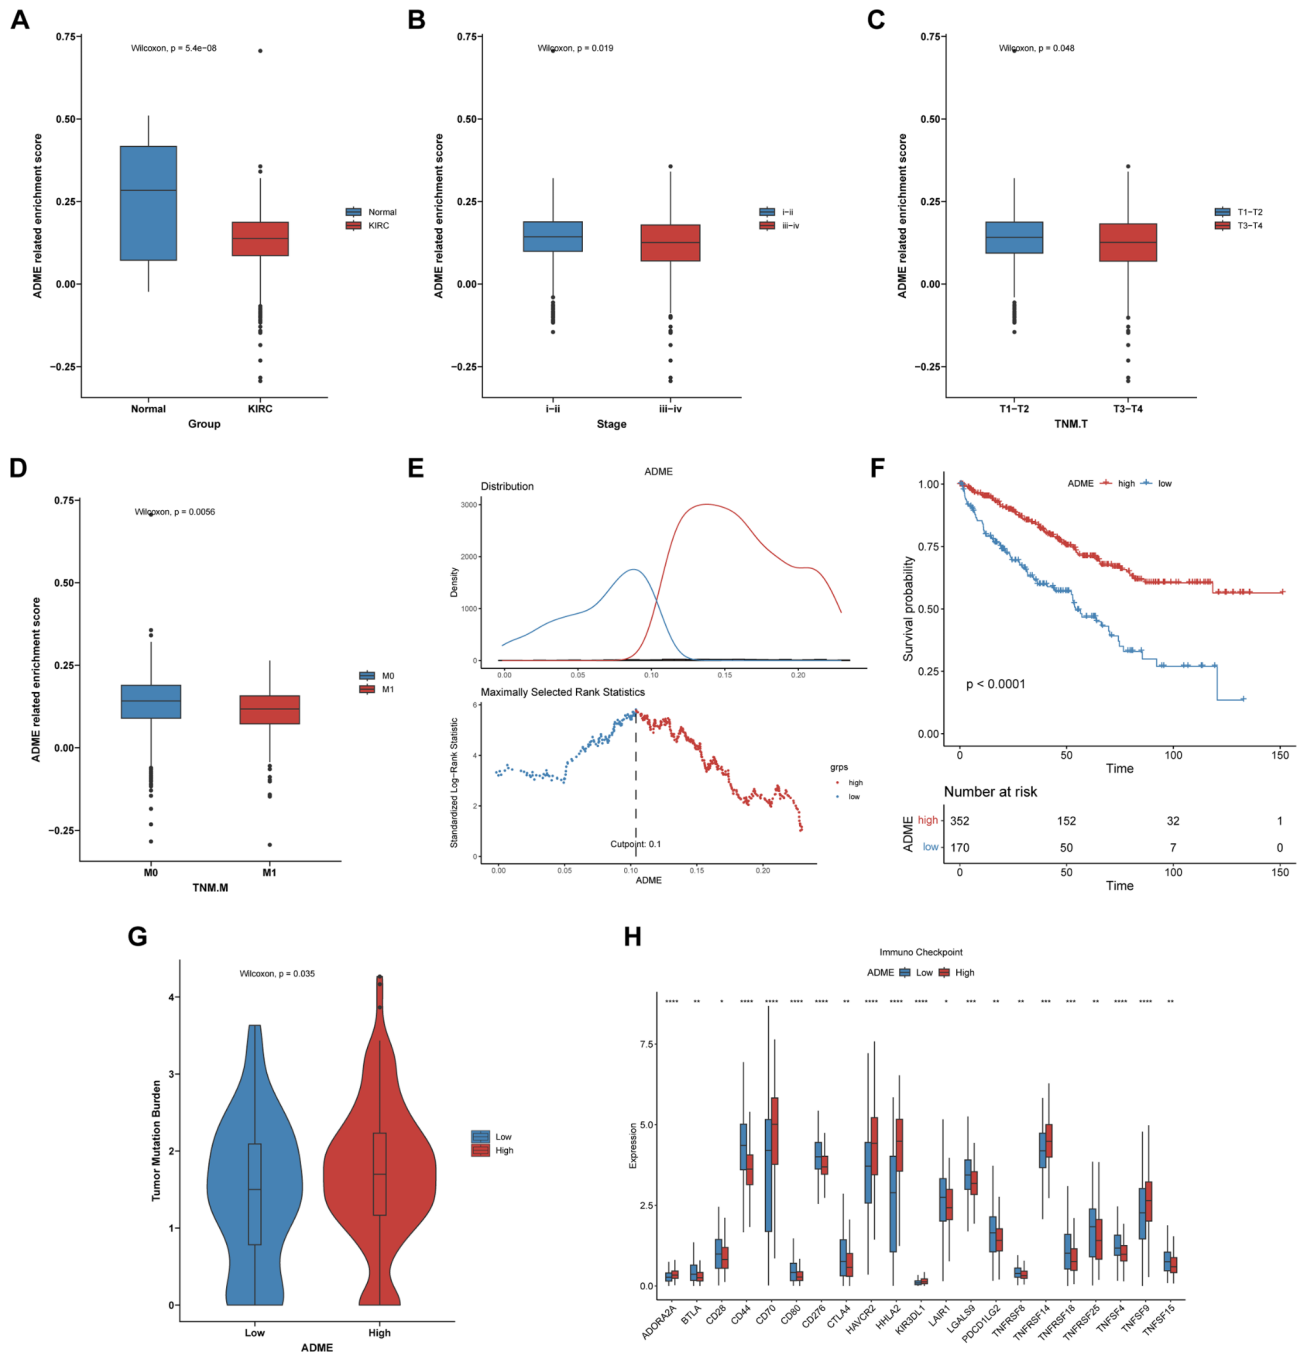 A
0.75
0.50
0.25
0.00
−0.25
ADME related enrichment score
Wilcoxon, p = 5.4e−08
Normal
KIRC
Normal KIRC
Group
B
0.75
0.50
0.25
0.00
−0.25
ADME related enrichment score
Wilcoxon, p = 0.019
i−ii
iii−iv
i−ii iii−iv
Stage
C
0.75
0.50
0.25
0.00
−0.25
ADME related enrichment score
Wilcoxon, p = 0.048
T1−T2
T3−T4
T1−T2 T3−T4
TNM.T
D
0.75
0.50
0.25
0.00
−0.25
ADME related enrichment score
Wilcoxon, p = 0.0056
M0
M1
M0 M1
TNM.M
E
ADME
Distribution
3000
2000
1000
0
Density
0.00 0.05 0.10 0.15 0.20
Maximally Selected Rank Statistics
6
4
2
0
Standardized Log−Rank Statistic
Cutpoint: 0.1
grps
high
low
0.00 0.05 0.10 0.15 0.20
ADME
F
ADME high low
1.00
0.75
0.50
0.25
0.00
Survival probability
p < 0.0001
0 50 100 150
Time
Number at risk
ADME
high 352 152 32 1
low 170 50 7 0
0 50 100 150
Time
G
Wilcoxon, p = 0.035
4
3
2
1
0
Tumor Mutation Burden
Low
High
Low High
ADME
H
Immuno Checkpoint
ADME Low High
**** ** * **** **** **** **** ** **** **** **** * *** ** ** *** *** ** **** **** **
7.5
5.0
2.5
0.0
Expression
ADORA2A
BTLA
CD28
CD44
CD70
CD80
CD276
CTLA4
HAVCR2
HHLA2
KIR3DL1
LAIR1
LGALS9
PDCD1LG2
TNFRSF8
TNFRSF14
TNFRSF18
TNFRSF25
TNFSF4
TNFSF9
TNFSF15